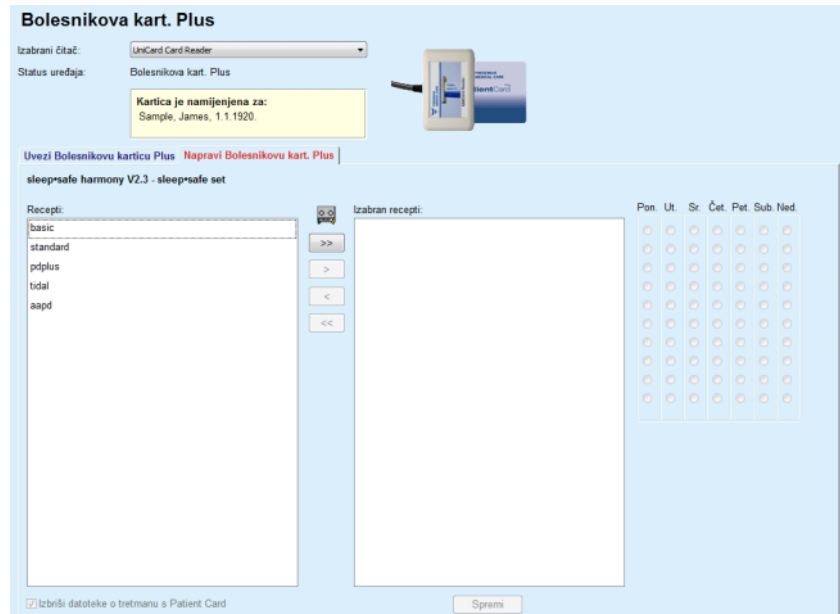 Bolesnikova kart. Plus
Izabrani čitač:
UniCard Card Reader
Status uređaja:
Bolesnikova kart. Plus
Kartica je namijenjena za:
Sample, James, 1.1.1920.
Uvezi Bolesnikovu karticu Plus
Napravi Bolesnikovu kart. Plus
sleep•safe harmony V2.3 - sleep•safe set
Recepti:
basic
standard
pdplus
tidal
aapd
>>
>
<
<<
Izabran recepti:
Pon. Ut. Sr. Čet. Pet. Sub. Ned.
Izbriši datoteke o tretmanu s Patient Card
Spremi